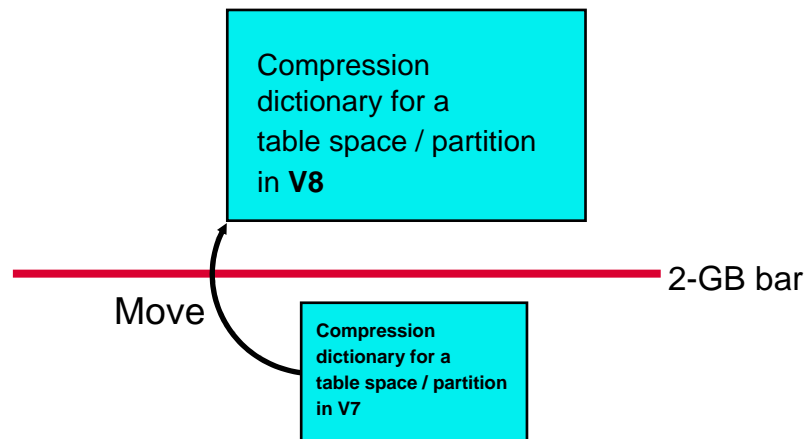 Compression
dictionary for a
table space / partition
in V8
2-GB bar
Move
Compression
dictionary for a
table space / partition
in V7